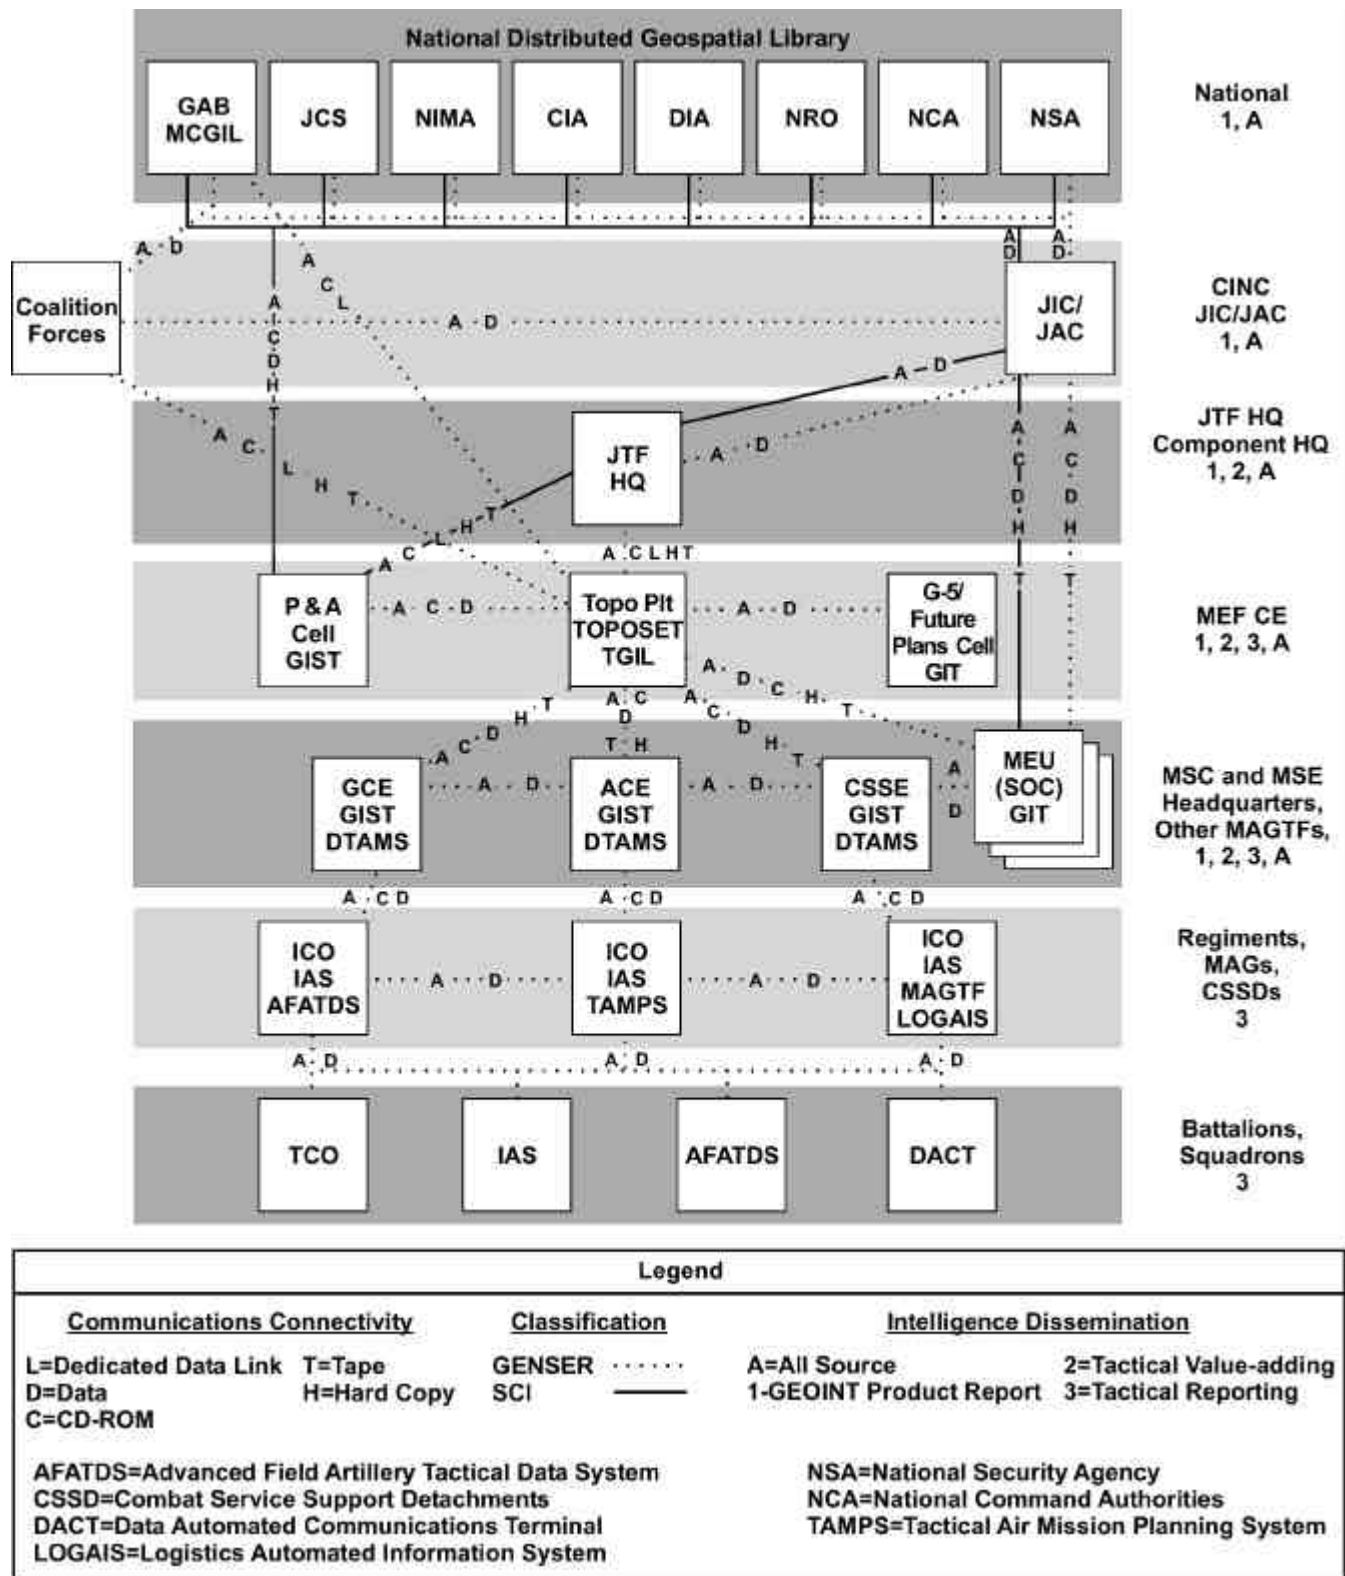 National Distributed Geospatial Library
GAB
MCGIL
JCS
NIMA
CIA
DIA
NRO
NCA
NSA
National
1, A
A D
A
C
L
A
D
A
D
Coalition
Forces
A
C
D
H
T
A D
JIC/
JAC
CINC
JIC/JAC
1, A
A D
A
C
L
H
T
JTF
HQ
A D
A
C
D
H
T
A
C
D
H
T
JTF HQ
Component HQ
1, 2, A
A
C
L
H
T
A C L H T
P & A
Cell
GIST
A C D
Topo Plt
TOPOSET
TGIL
A D
G-5/
Future
Plans Cell
GIT
MEF CE
1, 2, 3, A
A
C
D
H
T
A C
D
T H
A
C
D
H
T
A
D
C
H
T
GCE
GIST
DTAMS
A D
ACE
GIST
DTAMS
A D
CSSE
GIST
DTAMS
A
D
MEU
(SOC)
GIT
MSC and MSE
Headquarters,
Other MAGTFs,
1, 2, 3, A
A C D
A C D
A C D
ICO
IAS
AFATDS
A D
ICO
IAS
TAMPS
A D
ICO
IAS
MAGTF
LOGAIS
Regiments,
MAGs,
CSSDs
3
A D
A D
A D
TCO
IAS
AFATDS
DACT
Battalions,
Squadrons
3
Legend
Communications Connectivity
L=Dedicated Data Link T=Tape
D=Data H=Hard Copy
C=CD-ROM
Classification
GENSER
SCI
Intelligence Dissemination
A=All Source 2=Tactical Value-adding
1-GEOINT Product Report 3=Tactical Reporting
AFATDS=Advanced Field Artillery Tactical Data System
CSSD=Combat Service Support Detachments
DACT=Data Automated Communications Terminal
LOGAIS=Logistics Automated Information System
NSA=National Security Agency
NCA=National Command Authorities
TAMPS=Tactical Air Mission Planning System